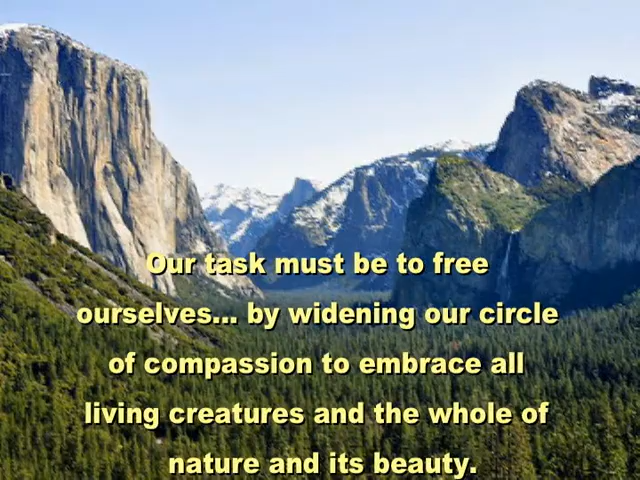 Our task must be to free
ourselves... by widening our circle
of compassion to embrace all
living creatures and the whole of
nature and its beauty.